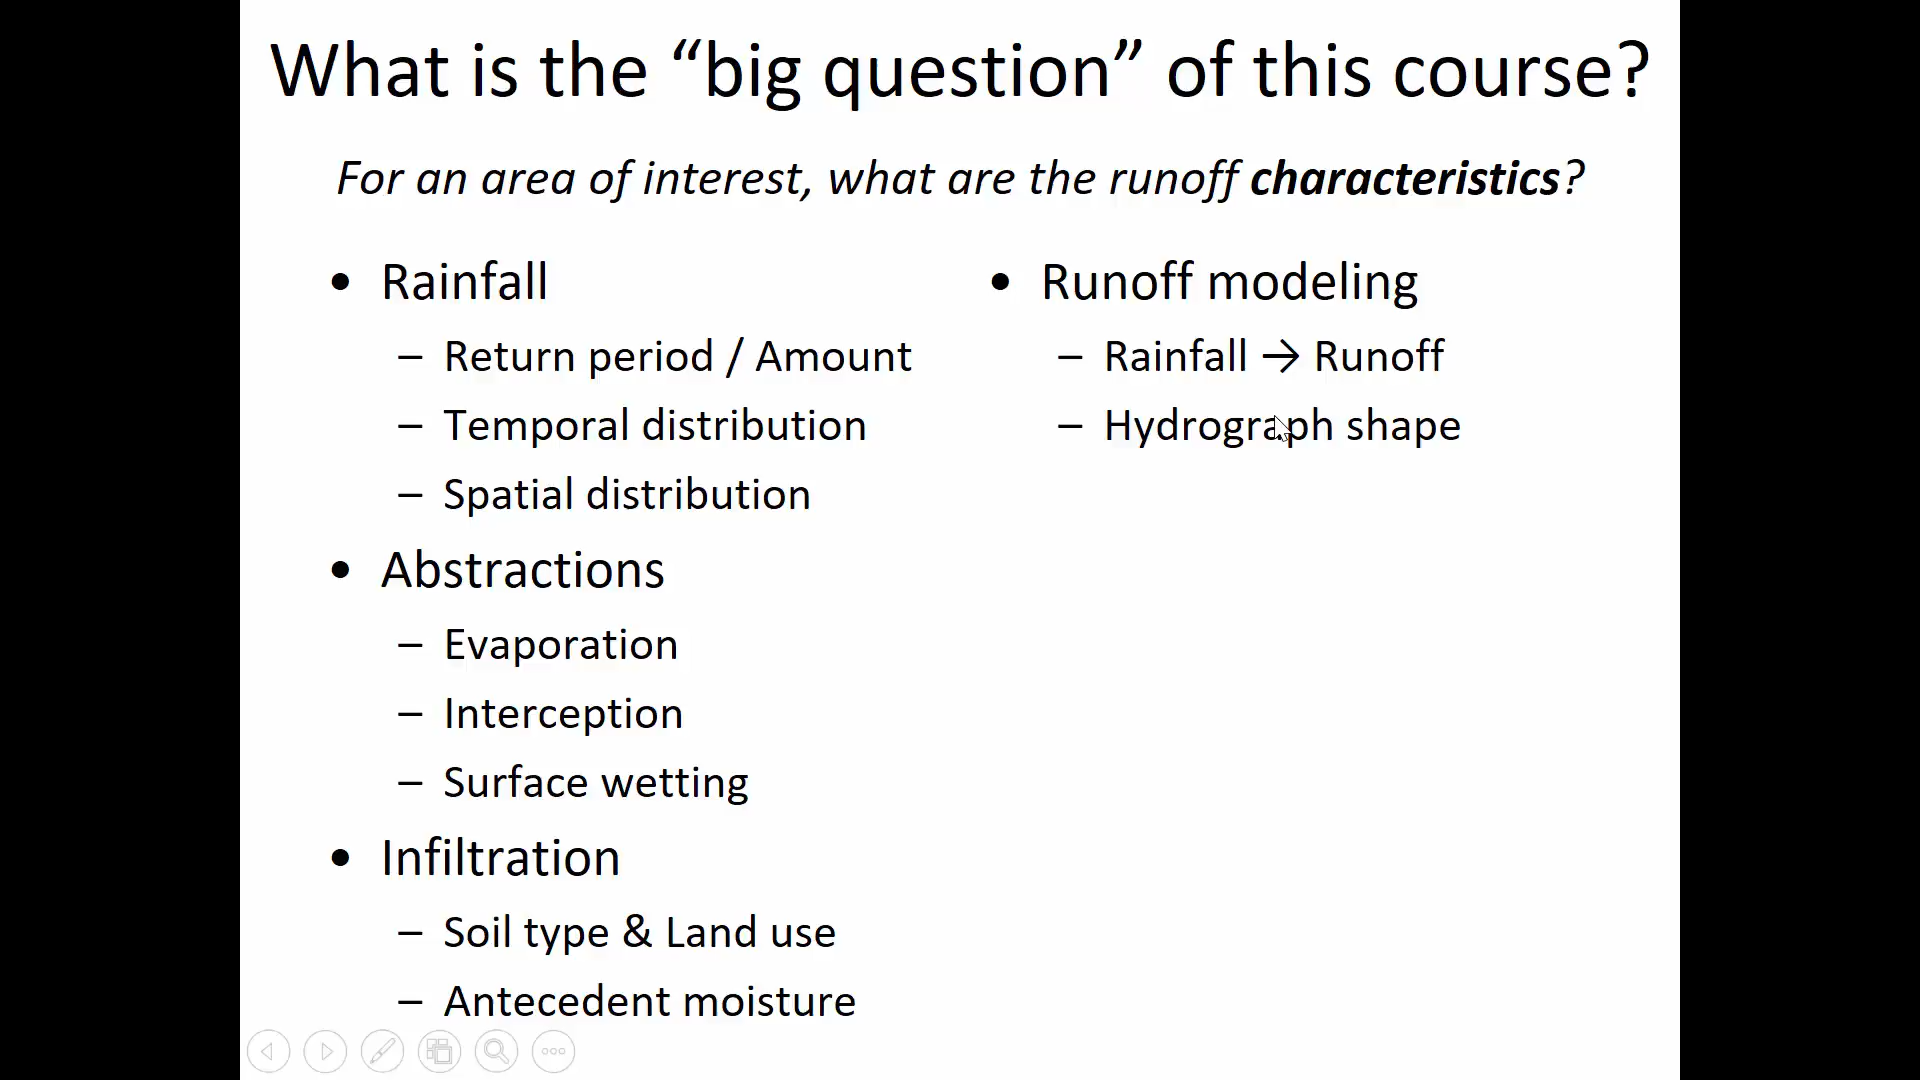 What is the “big question” of this course?
For an area of interest, what are the runoff characteristics?
• Rainfall
– Return period / Amount
– Temporal distribution
– Spatial distribution
• Abstractions
– Evaporation
– Interception
– Surface wetting
• Infiltration
– Soil type & Land use
– Antecedent moisture
• Runoff modeling
– Rainfall → Runoff
– Hydrograph shape